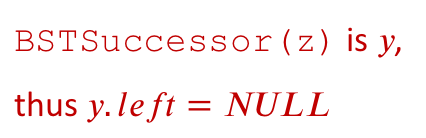 BSTSuccessor(z) is y,
thus y.left = NULL